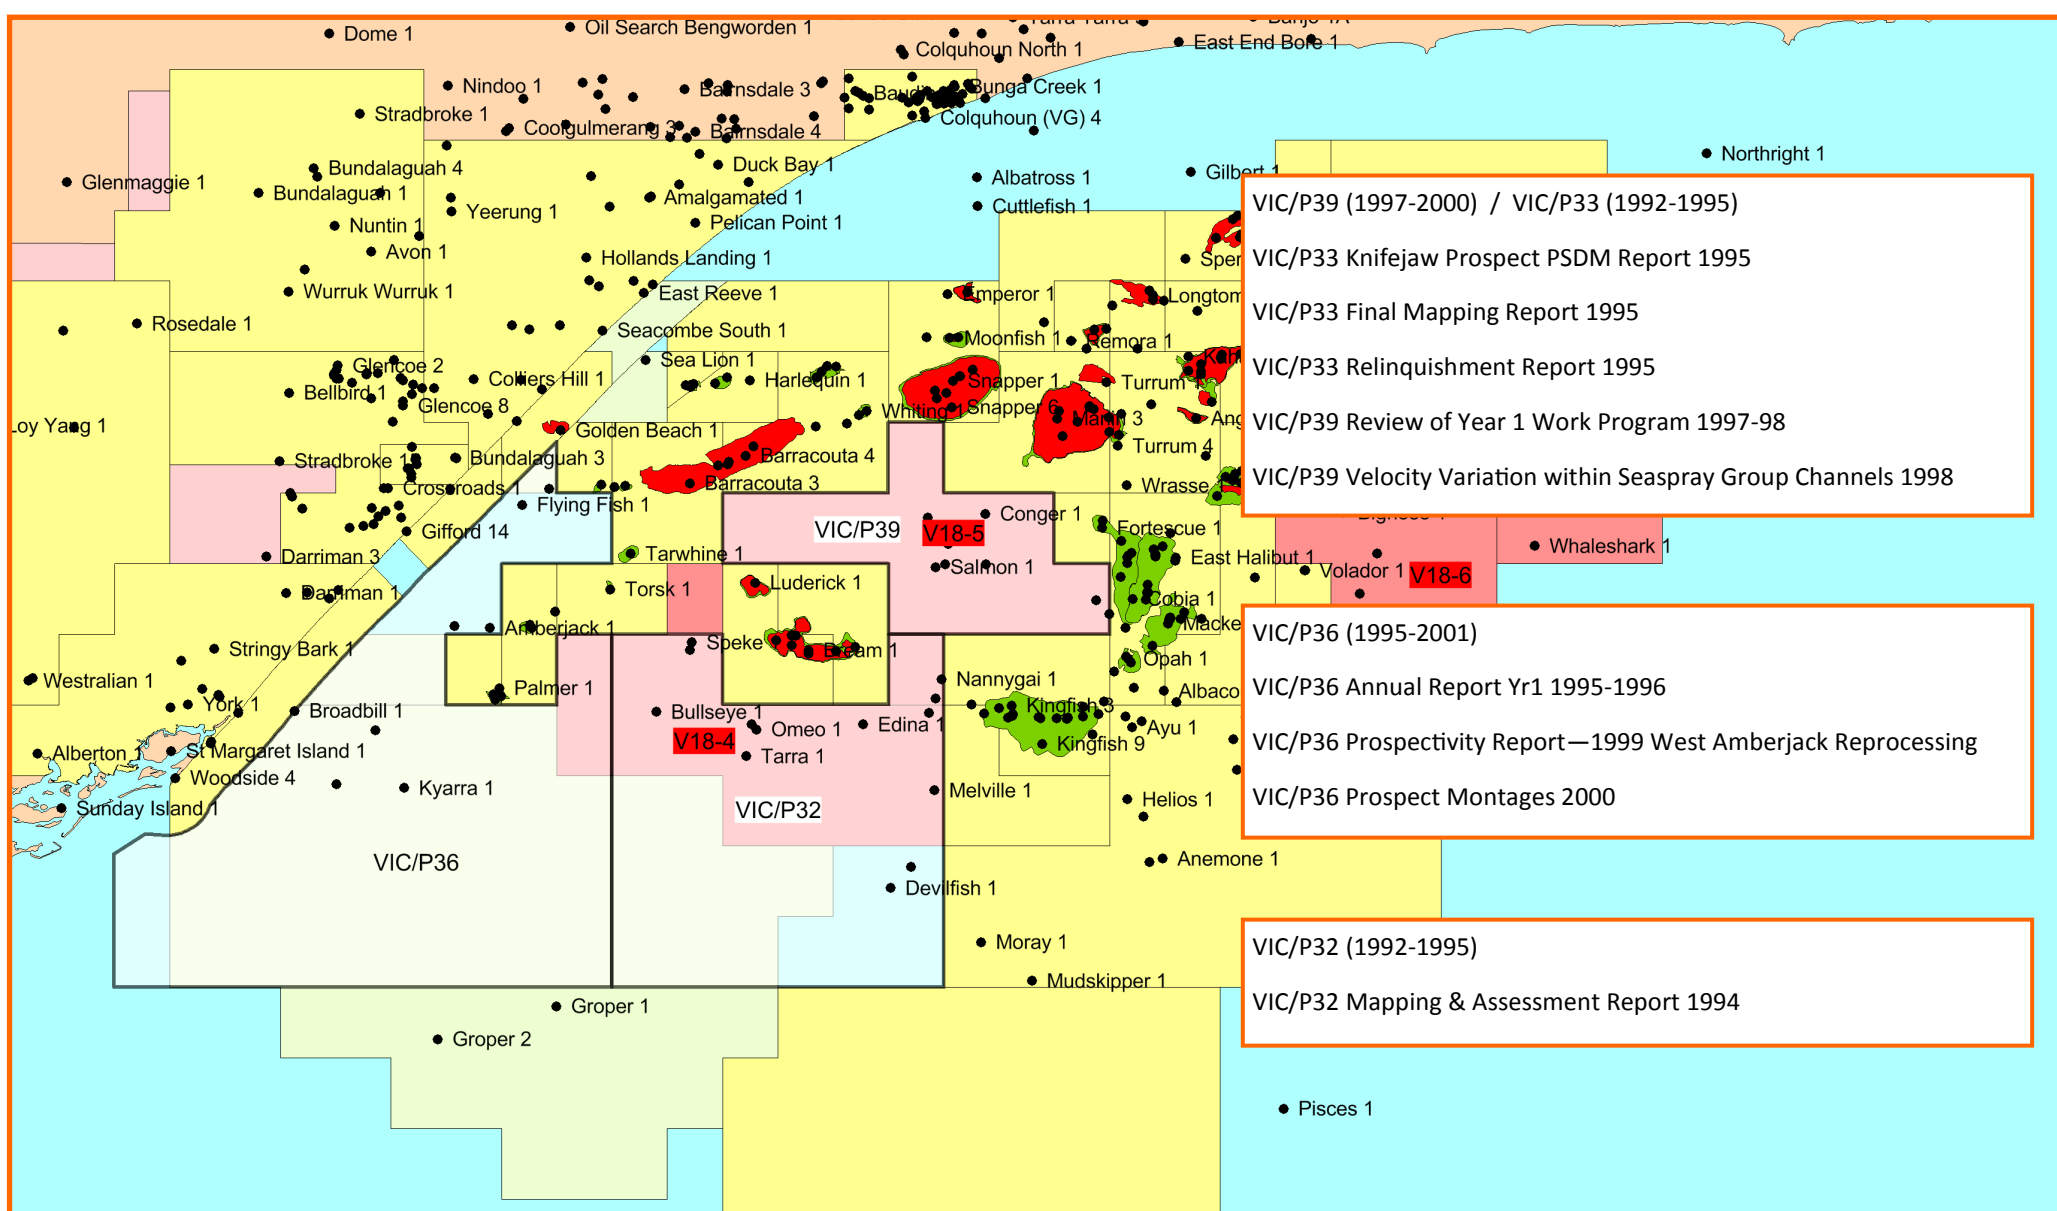 Dome 1
Oil Search Bengworden 1
Colquhoun North 1
East End Bore 1
Nindoo 1
Bairnsdale 3
Bunga Creek 1
Stradbroke 1
Coolgulmerang 3
Bairnsdale 4
Colquhoun (VG) 4
Northright 1
Duck Bay 1
Bundalaguah 4
Glenmaggie 1
Bundalaguah 1
Albatross 1
Gilbert 1
Amalgamated 1
Yeerung 1
Cuttlefish 1
Pelican Point 1
Nuntin 1
Avon 1
Hollands Landing 1
Wurruk Wurruk 1
East Reeve 1
Emperor 1
Rosedale 1
Seacombe South 1
Moonfish 1
Remora 1
Sea Lion 1
Glencoe 2
Colliers Hill 1
Harlequin 1
Snapper 1
Turrum 1
Bellbird 1
Glencoe 8
Whiting 1
Snapper 6
Marlin 3
Loy Yang 1
Golden Beach 1
Turrum 4
Stradbroke 1
Bundalaguah 3
Barracouta 4
Barracouta 3
Wrasse 1
Crossroads 1
Flying Fish 1
Conger 1
VIC/P39
V18-5
Fortescue 1
Gifford 14
Darriman 3
Tarwhine 1
Salmon 1
East Halibut 1
Whaleshark 1
Volador 1
V18-6
Luderick 1
Torsk 1
Darriman 1
Cobia 1
Amberjack 1
Stringy Bark 1
Speke
Bream 1
Opah 1
Westralian 1
Palmer 1
Nannygai 1
York 1
Broadbill 1
Bullseye 1
Kingfish 3
Omeo 1
Edina 1
Ayu 1
V18-4
Kingfish 9
Alberton 1
St Margaret Island 1
Tarra 1
Woodside 4
Kyarra 1
Melville 1
Helios 1
Sunday Island 1
VIC/P32
VIC/P36
Anemone 1
Devilfish 1
Moray 1
Mudskipper 1
Groper 1
Groper 2
Pisces 1
VIC/P39 (1997-2000) / VIC/P33 (1992-1995)
VIC/P33 Knifejaw Prospect PSDM Report 1995
VIC/P33 Final Mapping Report 1995
VIC/P33 Relinquishment Report 1995
VIC/P39 Review of Year 1 Work Program 1997-98
VIC/P39 Velocity Variation within Seaspray Group Channels 1998
VIC/P36 (1995-2001)
VIC/P36 Annual Report Yr1 1995-1996
VIC/P36 Prospectivity Report—1999 West Amberjack Reprocessing
VIC/P36 Prospect Montages 2000
VIC/P32 (1992-1995)
VIC/P32 Mapping & Assessment Report 1994